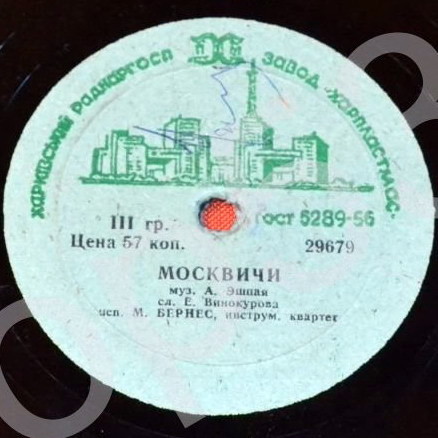 ХАРКІВСЬКИЙ РАДНАРГОСП ЗАВОД „ХАРПЛАСТМАС“
III гр.
ГОСТ 5289-56
Цена 57 коп.
29679
МОСКВИЧИ
муз. А. Эшпая
сл. Е. Винокурова
исп. М. БЕРНЕС, инструм. квартет